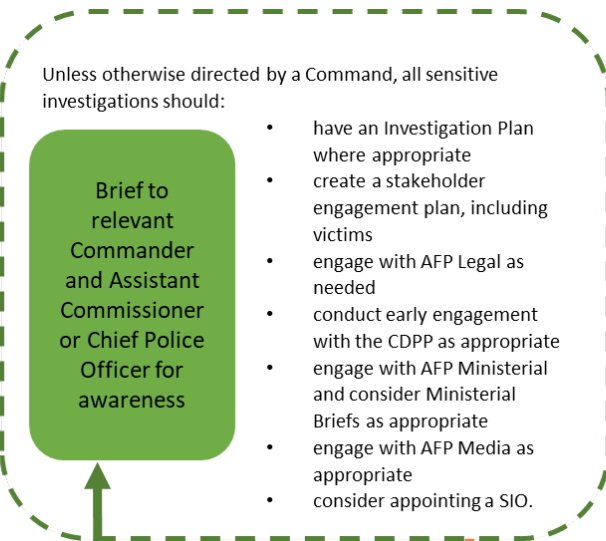 Unless otherwise directed by a Command, all sensitive
investigations should:
Brief to
relevant
Commander
and Assistant
Commissioner
or Chief Police
Officer for
awareness
• have an Investigation Plan
where appropriate
• create a stakeholder
engagement plan, including
victims
• engage with AFP Legal as
needed
• conduct early engagement
with the CDPP as appropriate
• engage with AFP Ministerial
and consider Ministerial
Briefs as appropriate
• engage with AFP Media as
appropriate
• consider appointing a SIO.